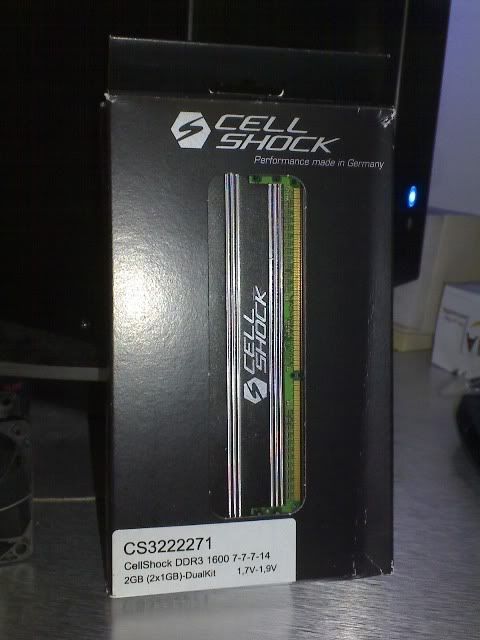 CELL
SHOCK
Performance made in Germany
CELL
SHOCK
CS3222271
CellShock DDR3 1600 7-7-7-14
2GB (2x1GB)-DualKit 1,7V-1,9V